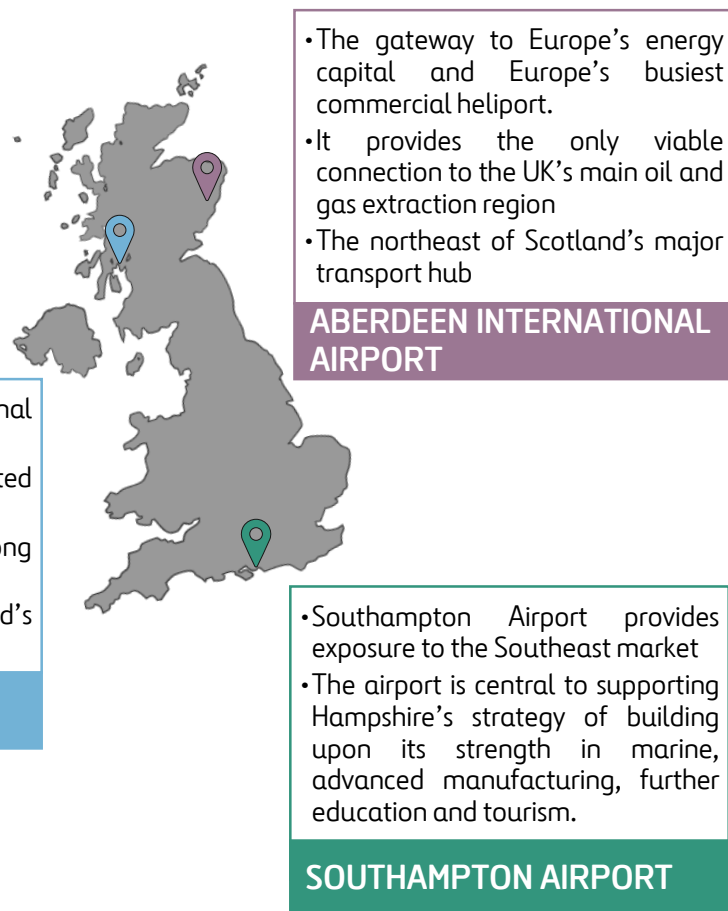 •The gateway to Europe’s energy
capital and Europe’s busiest
commercial heliport.
•It provides the only viable
connection to the UK’s main oil and
gas extraction region
•The northeast of Scotland’s major
transport hub
ABERDEEN INTERNATIONAL
AIRPORT
•Southampton Airport provides
exposure to the Southeast market
•The airport is central to supporting
Hampshire’s strategy of building
upon its strength in marine,
advanced manufacturing, further
education and tourism.
SOUTHAMPTON AIRPORT